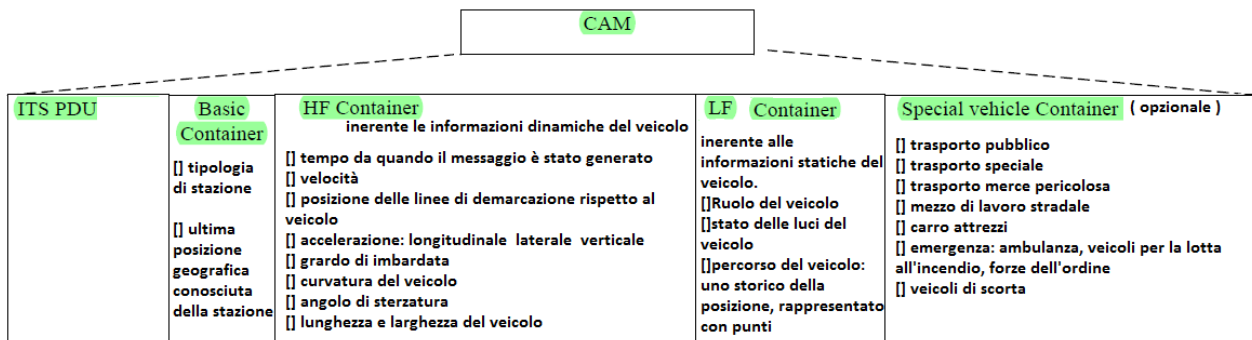 CAM
ITS PDU
Basic
Container
[] tipologia
di stazione
[] ultima
posizione
geografica
conosciuta
della stazione
HF Container
inerente le informazioni dinamiche del veicolo
[] tempo da quando il messaggio è stato generato
[] velocità
[] posizione delle linee di demarcazione rispetto al
veicolo
[] accelerazione: longitudinale laterale verticale
[] grardo di imbardata
[] curvatura del veicolo
[] angolo di sterzatura
[] lunghezza e larghezza del veicolo
LF Container
inerente alle
informazioni statiche del
veicolo.
[]Ruolo del veicolo
[]stato delle luci del
veicolo
[]percorso del veicolo:
uno storico della
posizione, rappresentato
con punti
Special vehicle Container ( opzionale )
[] trasporto pubblico
[] trasporto speciale
[] trasporto merce pericolosa
[] mezzo di lavoro stradale
[] carro attrezzi
[] emergenza: ambulanza, veicoli per la lotta
all'incendio, forze dell'ordine
[] veicoli di scorta